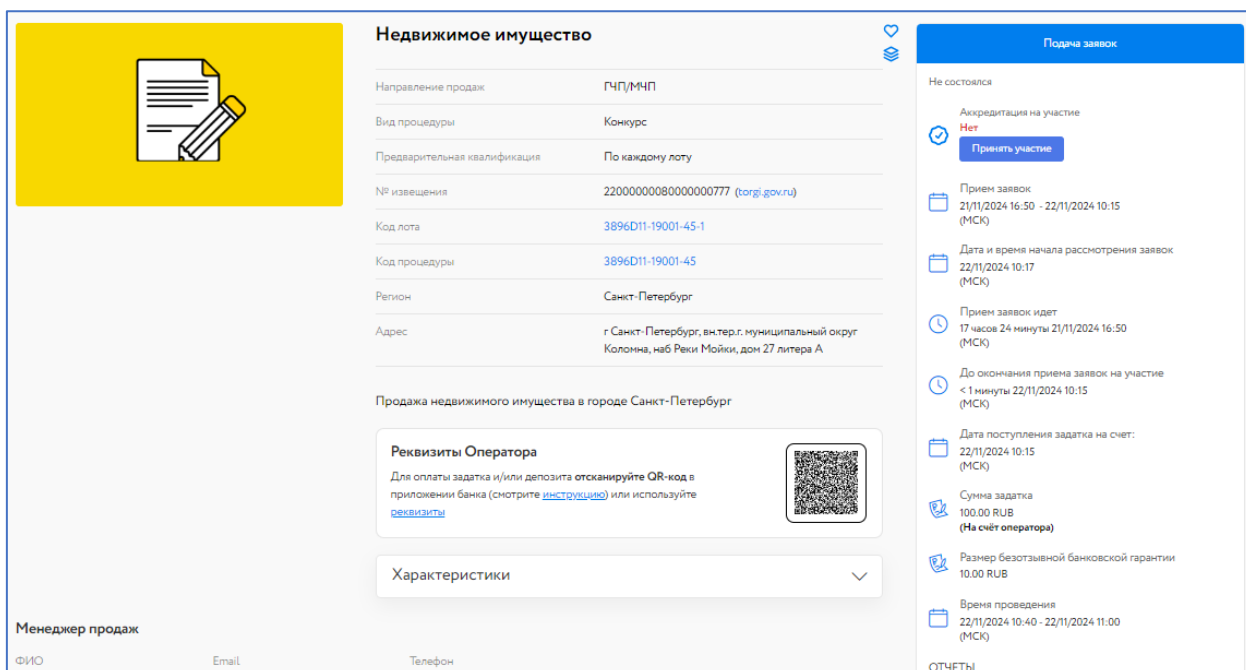 Недвижимое имущество
Направление продаж ГЧП/МЧП
Вид процедуры Конкурс
Предварительная квалификация По каждому лоту
№ извещения 22000000080000000777 (torgi.gov.ru)
Код лота 3896D11-19001-45-1
Код процедуры 3896D11-19001-45
Регион Санкт-Петербург
Адрес г Санкт-Петербург, вн.тер.г. муниципальный округ
Коломна, наб Реки Мойки, дом 27 литера А
Продажа недвижимого имущества в городе Санкт-Петербург
Реквизиты Оператора
Для оплаты задатка и/или депозита отсканируйте QR-код в
приложении банка (смотрите инструкцию) или используйте
реквизиты
Характеристики
Менеджер продаж
ФИО Email Телефон
Подача заявок
Не состоялся
Аккредитация на участие
Нет
Принять участие
Прием заявок
21/11/2024 16:50 - 22/11/2024 10:15
(МСК)
Дата и время начала рассмотрения заявок
22/11/2024 10:17
(МСК)
Прием заявок идет
17 часов 24 минуты 21/11/2024 16:50
(МСК)
До окончания приема заявок на участие
< 1 минуты 22/11/2024 10:15
(МСК)
Дата поступления задатка на счет:
22/11/2024 10:15
(МСК)
Сумма задатка
100.00 RUB
(На счёт оператора)
Размер безотзывной банковской гарантии
10.00 RUB
Время проведения
22/11/2024 10:40 - 22/11/2024 11:00
(МСК)
ОТЧЕТЫ